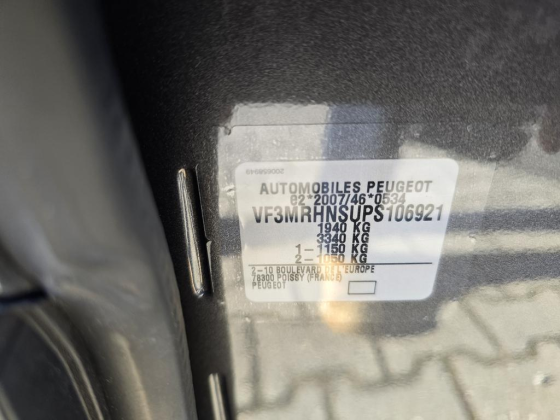 AUTOMOBILES PEUGEOT
02*2007/46*0534
VF3MRHNSUPS106921
1940 KG
3340 KG
1-1150 KG
2-1050 KG
2-10 BOULEVARD DE L'EUROPE
78300 POISSY (FRANCE)
PEUGEOT